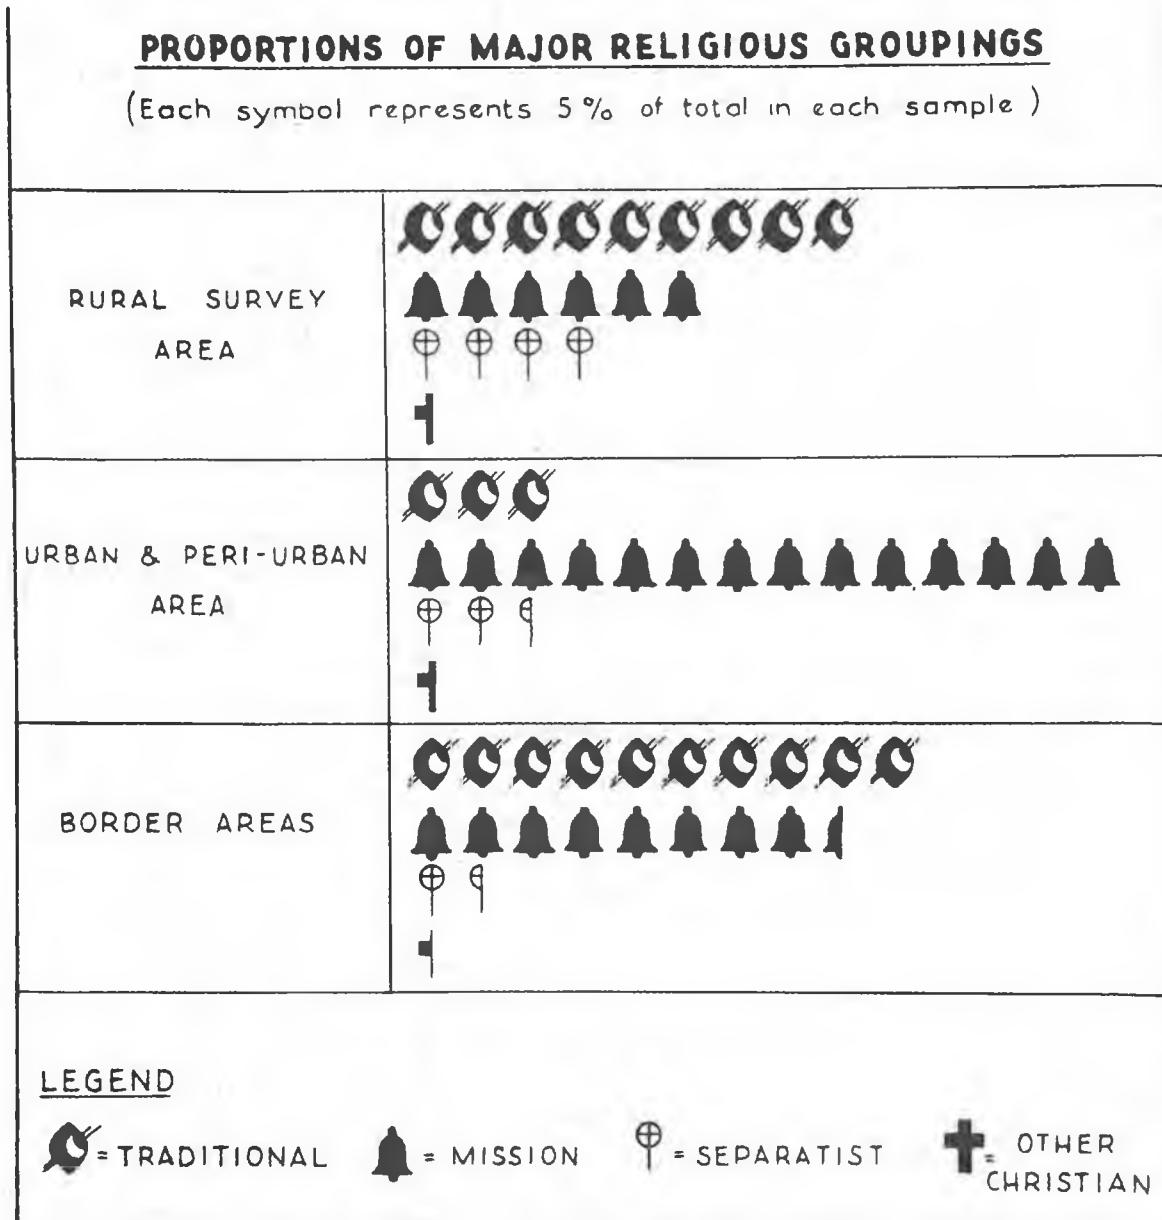 PROPORTIONS OF MAJOR RELIGIOUS GROUPINGS
(Each symbol represents 5% of total in each sample)
RURAL SURVEY
AREA
URBAN & PERI-URBAN
AREA
BORDER AREAS
LEGEND
= TRADITIONAL = MISSION = SEPARATIST = OTHER
CHRISTIAN